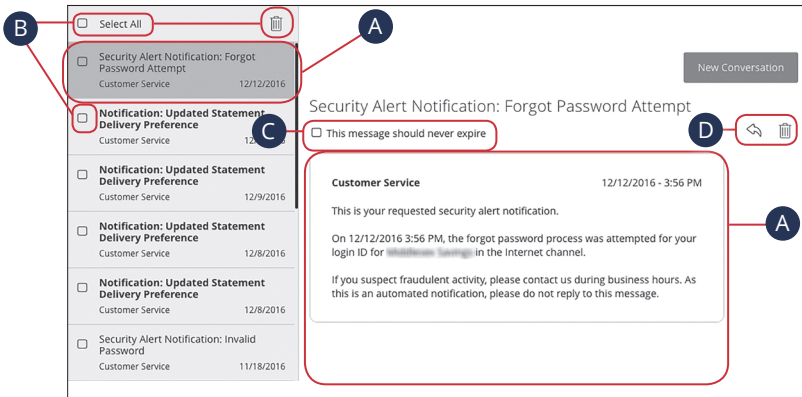 B
Select All
A
Security Alert Notification: Forgot
Password Attempt
Customer Service 12/12/2016
Notification: Updated Statement
Delivery Preference
Customer Service
Notification: Updated Statement
Delivery Preference
Customer Service 12/9/2016
Notification: Updated Statement
Delivery Preference
Customer Service 12/8/2016
Notification: Updated Statement
Delivery Preference
Customer Service 12/8/2016
Security Alert Notification: Invalid
Password
Customer Service 11/18/2016
New Conversation
Security Alert Notification: Forgot Password Attempt
C
This message should never expire
D
Customer Service 12/12/2016 - 3:56 PM
This is your requested security alert notification.
On 12/12/2016 3:56 PM, the forgot password process was attempted for your
login ID for in the Internet channel.
If you suspect fraudulent activity, please contact us during business hours. As
this is an automated notification, please do not reply to this message.
A